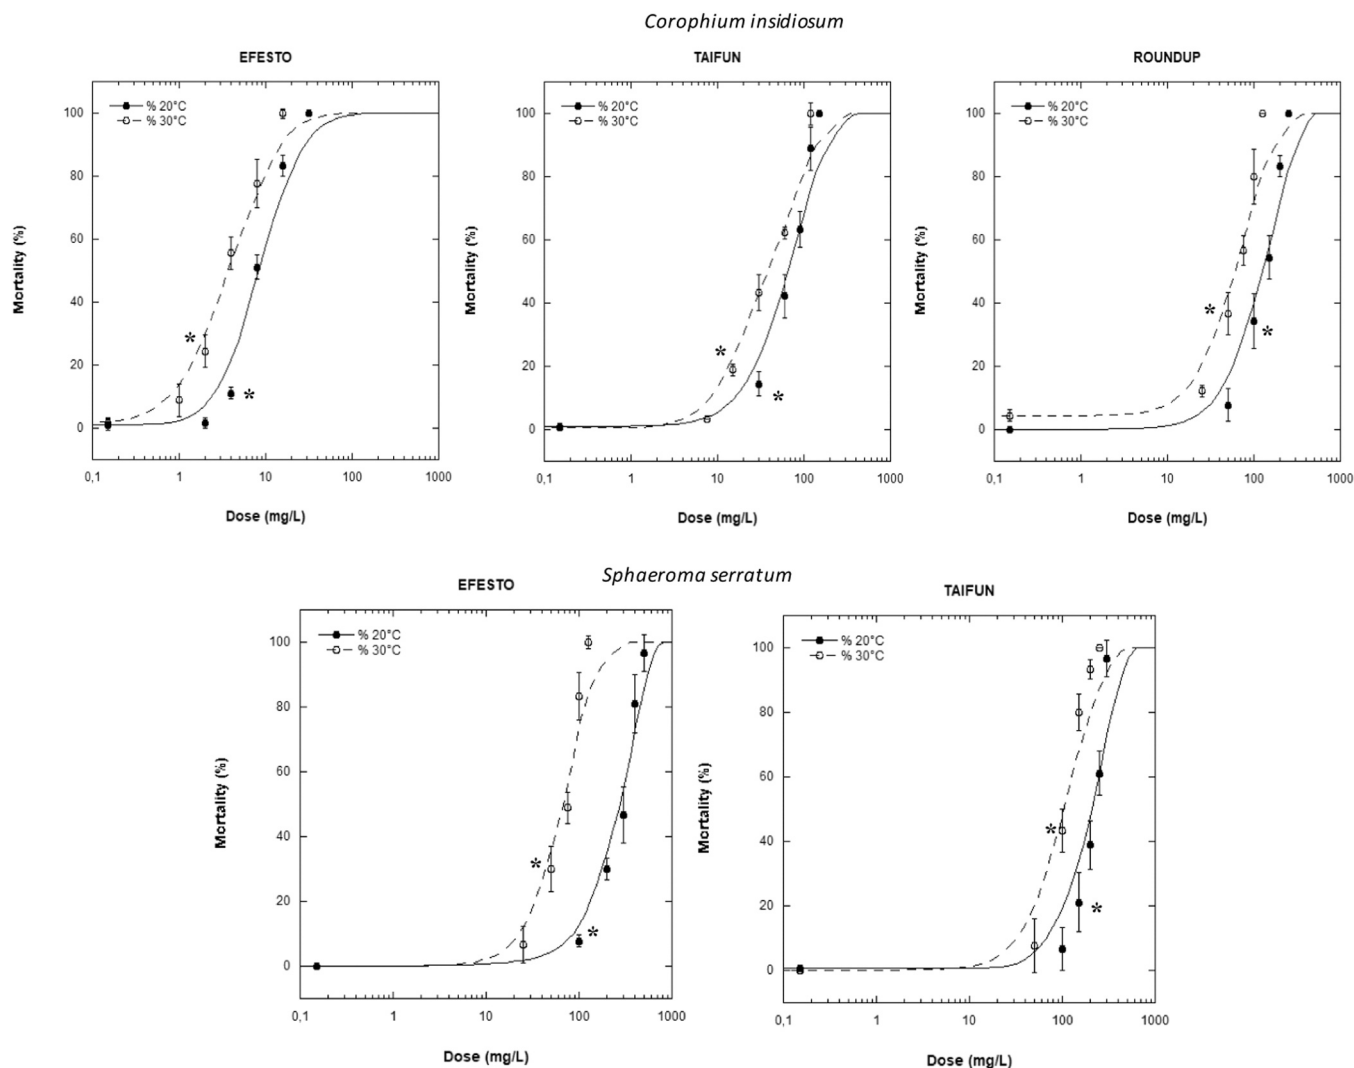 Corophium insidiosum
EFESTO
% 20°C
% 30°C
100
80
60
40
20
0
Mortality (%)
0,1 1 10 100 1000
Dose (mg/L)
TAIFUN
% 20°C
% 30°C
100
80
60
40
20
0
Mortality (%)
0,1 1 10 100 1000
Dose (mg/L)
ROUNDUP
% 20°C
% 30°C
100
80
60
40
20
0
Mortality (%)
0,1 1 10 100 1000
Dose (mg/L)
Sphaeroma serratum
EFESTO
% 20°C
% 30°C
100
80
60
40
20
0
Mortality (%)
0,1 1 10 100 1000
Dose (mg/L)
TAIFUN
% 20°C
% 30°C
100
80
60
40
20
0
Mortality (%)
0,1 1 10 100 1000
Dose (mg/L)